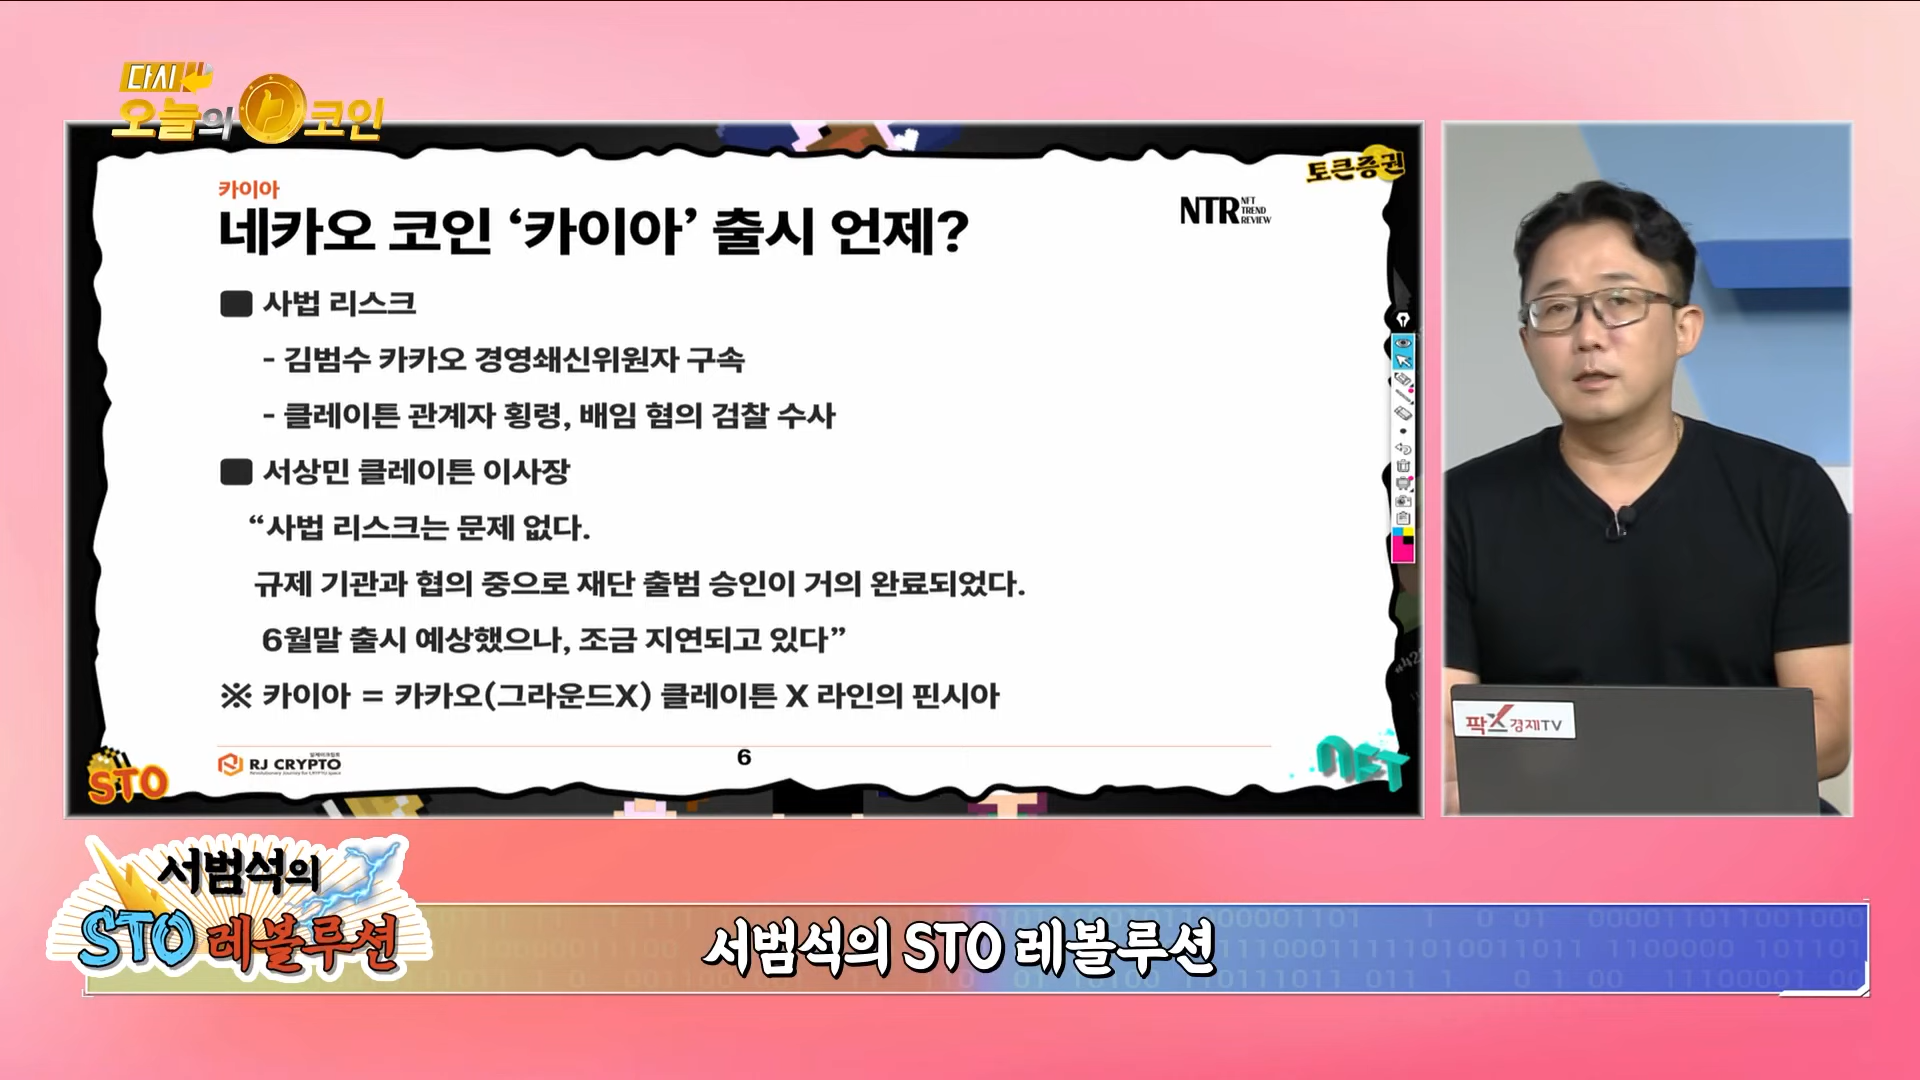 다시
오늘의 코인
카이아
네카오 코인 ‘카이아’ 출시 언제?
NTR NFT TREND REVIEW
토큰증권
사법 리스크
- 김범수 카카오 경영쇄신위원자 구속
- 클레이튼 관계자 횡령, 배임 혐의 검찰 수사
서상민 클레이튼 이사장
“사법 리스크는 문제 없다.
규제 기관과 협의 중으로 재단 출범 승인이 거의 완료되었다.
6월말 출시 예상했으나, 조금 지연되고 있다”
※ 카이아 = 카카오(그라운드X) 클레이튼 X 라인의 핀시아
STO
RJ CRYPTO
6
NFT
팍스경제TV
서범석의
STO 레볼루션
서범석의 STO 레볼루션